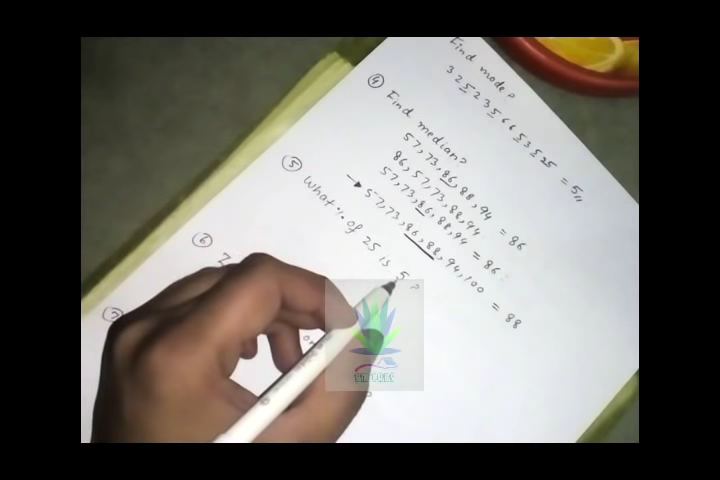 Find mode?
3 2 5 2 3 5 6 6 5 3 5 25 = 5,,
④ Find median?
57, 73, 86, 88, 94 = 86
86, 57, 73, 88, 94
57, 73, 86, 88, 94 = 86
→ 57, 73, 86, 88, 94, 100 = 88
⑤ What % of 25 is 5?
⑥
⑦